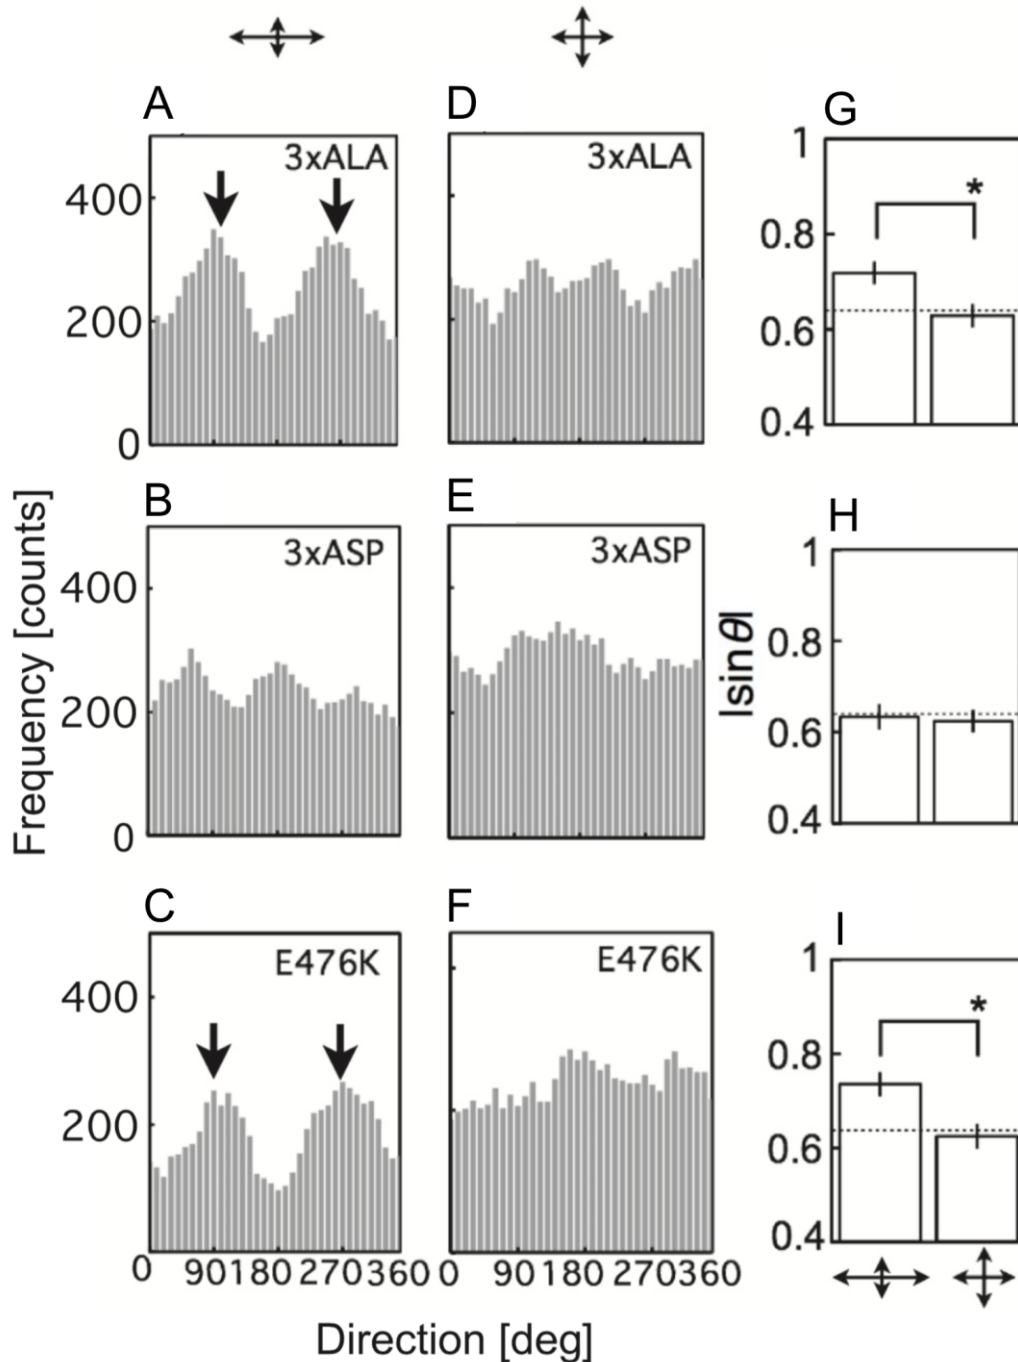 A
D
G
3xALA
3xALA
1
*
400
0.8
200
0.6
0
0.4
B
E
H
3xASP
3xASP
1
400
0.8
200
0.6
0
0.4
Frequency [counts]
|sinθ|
C
F
I
E476K
E476K
1
*
400
0.8
200
0.6
0.4
0 90 180 270 360 0 90 180 270 360
Direction [deg]